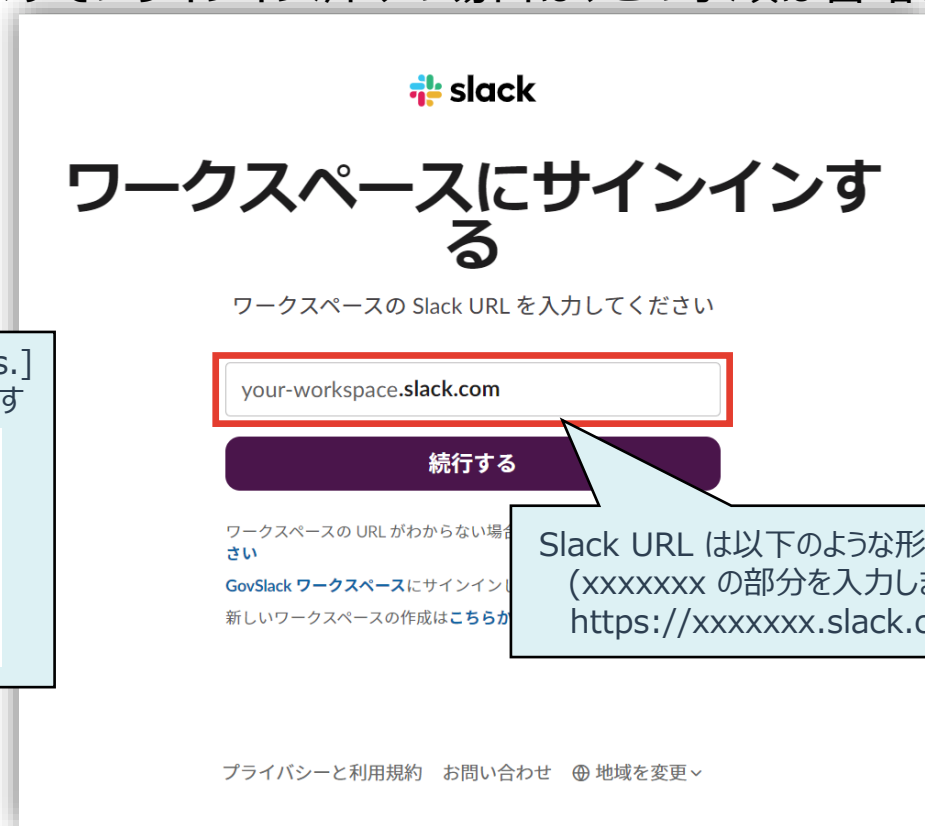 slack
ワークスペースにサインインす
る
ワークスペースの Slack URL を入力してください
s.]
す
your-workspace.slack.com
続行する
ワークスペースの URL がわからない場合
さい
GovSlack ワークスペースにサインイン
新しいワークスペースの作成はこちらか
Slack URL は以下のような形
(xxxxxxx の部分を入力しま
https://xxxxxxx.slack.c
プライバシーと利用規約 お問い合わせ 地域を変更